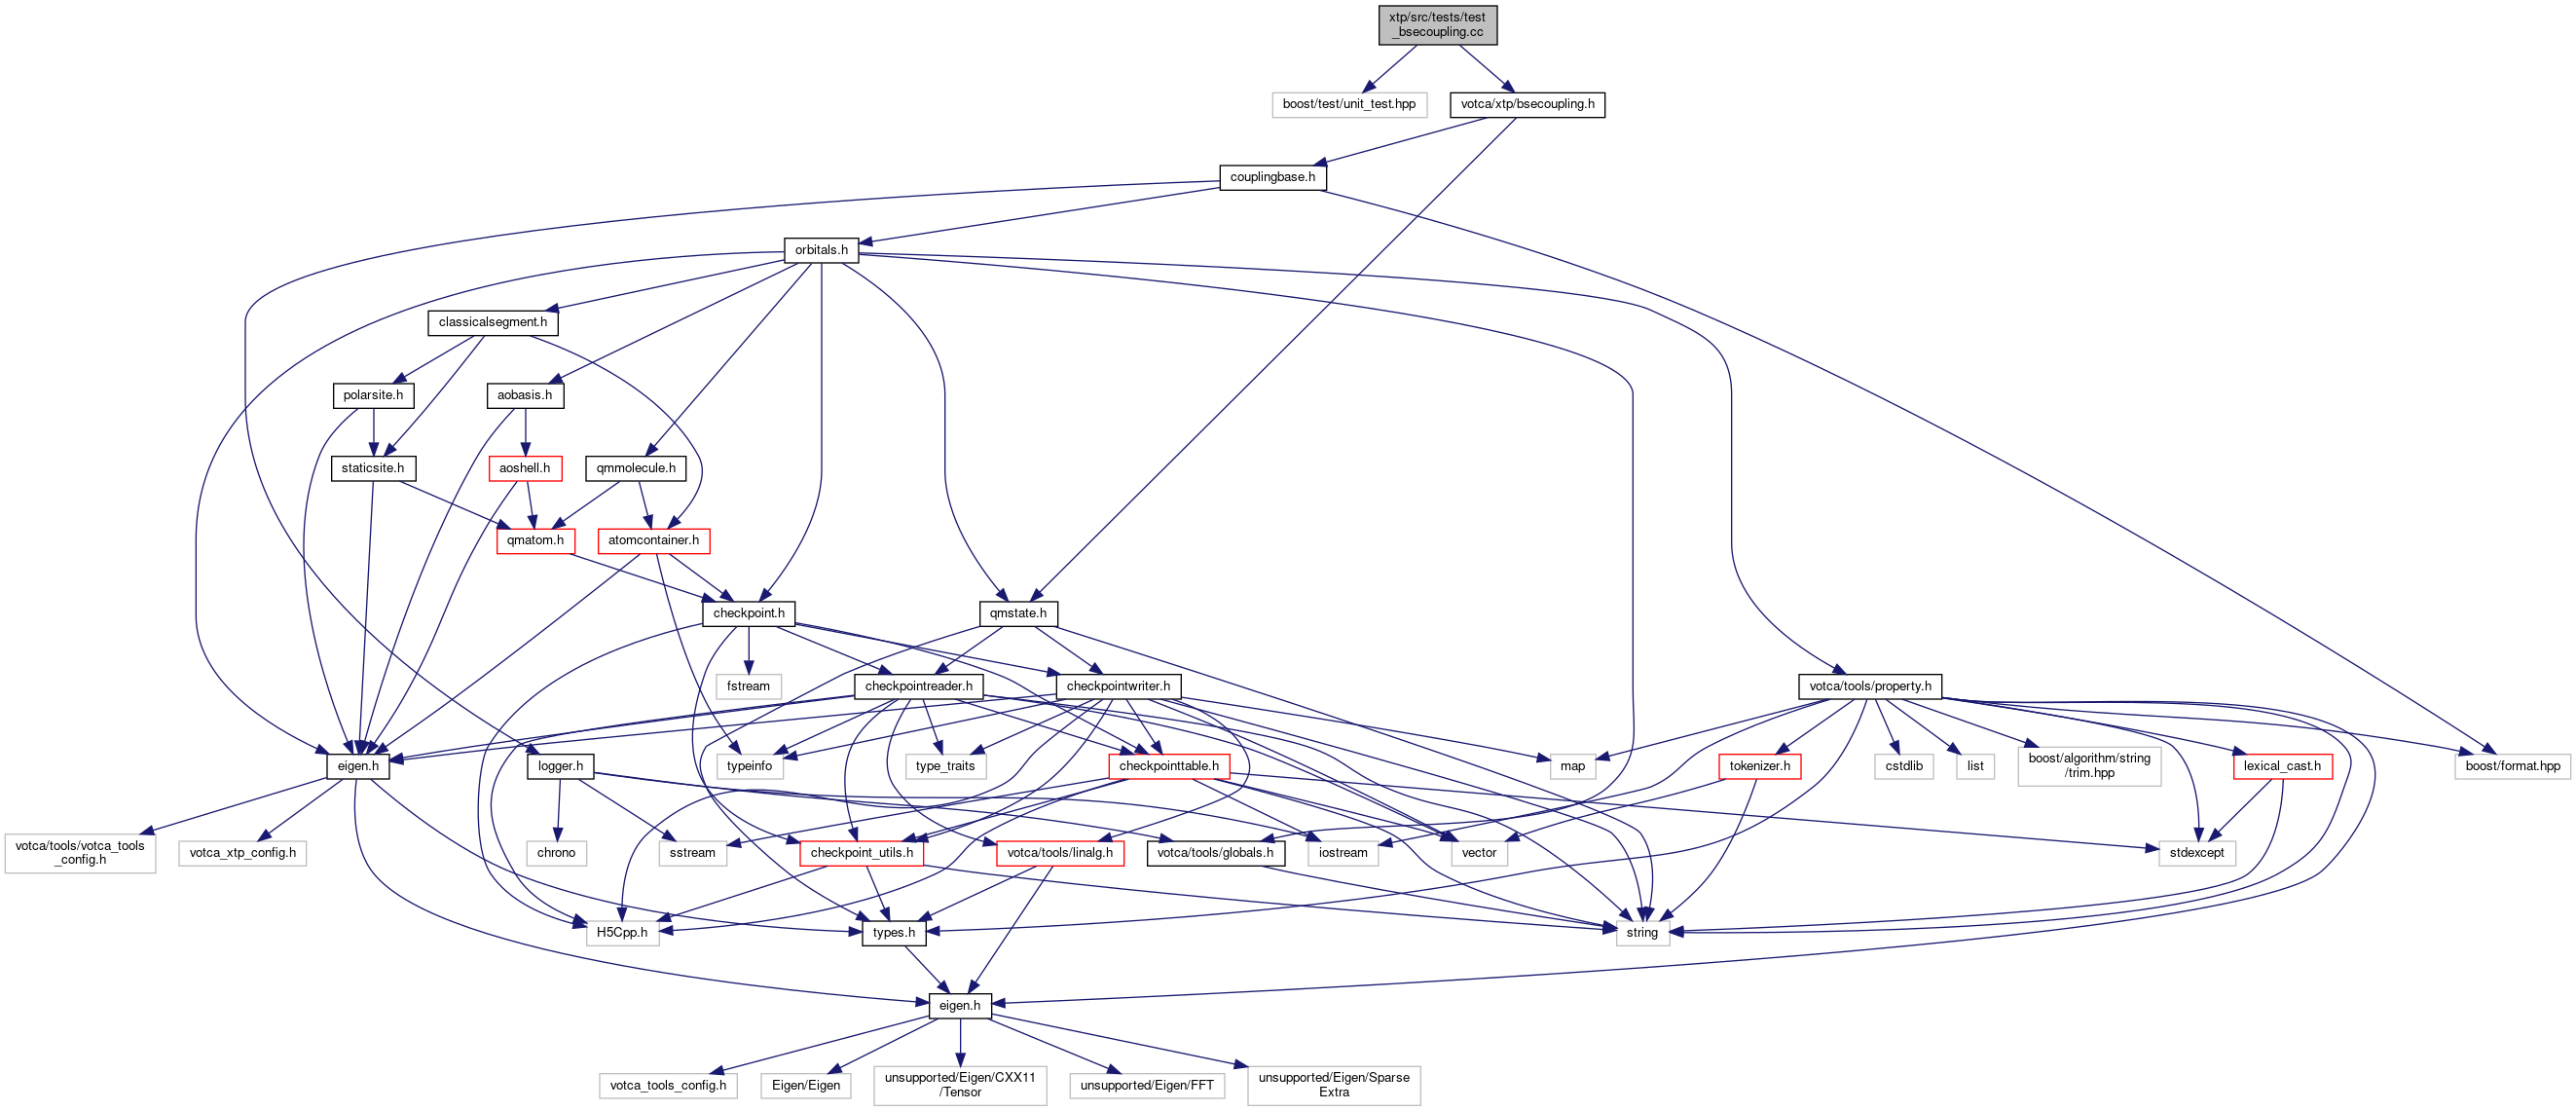 xtp/src/tests/test
_bsecoupling.cc
boost/test/unit_test.hpp
votca/xtp/bsecoupling.h
couplingbase.h
orbitals.h
classicalsegment.h
polarsite.h
aobasis.h
staticsite.h
aoshell.h
qmmolecule.h
qmatom.h
atomcontainer.h
checkpoint.h
qmstate.h
fstream
checkpointreader.h
checkpointwriter.h
votca/tools/property.h
eigen.h
logger.h
typeinfo
type_traits
checkpointtable.h
map
tokenizer.h
cstdlib
list
boost/algorithm/string
/trim.hpp
lexical_cast.h
boost/format.hpp
votca/tools/votca_tools
_config.h
votca_xtp_config.h
chrono
sstream
checkpoint_utils.h
votca/tools/linalg.h
votca/tools/globals.h
iostream
vector
stdexcept
H5Cpp.h
types.h
string
eigen.h
votca_tools_config.h
Eigen/Eigen
unsupported/Eigen/CXX11
/Tensor
unsupported/Eigen/FFT
unsupported/Eigen/Sparse
Extra